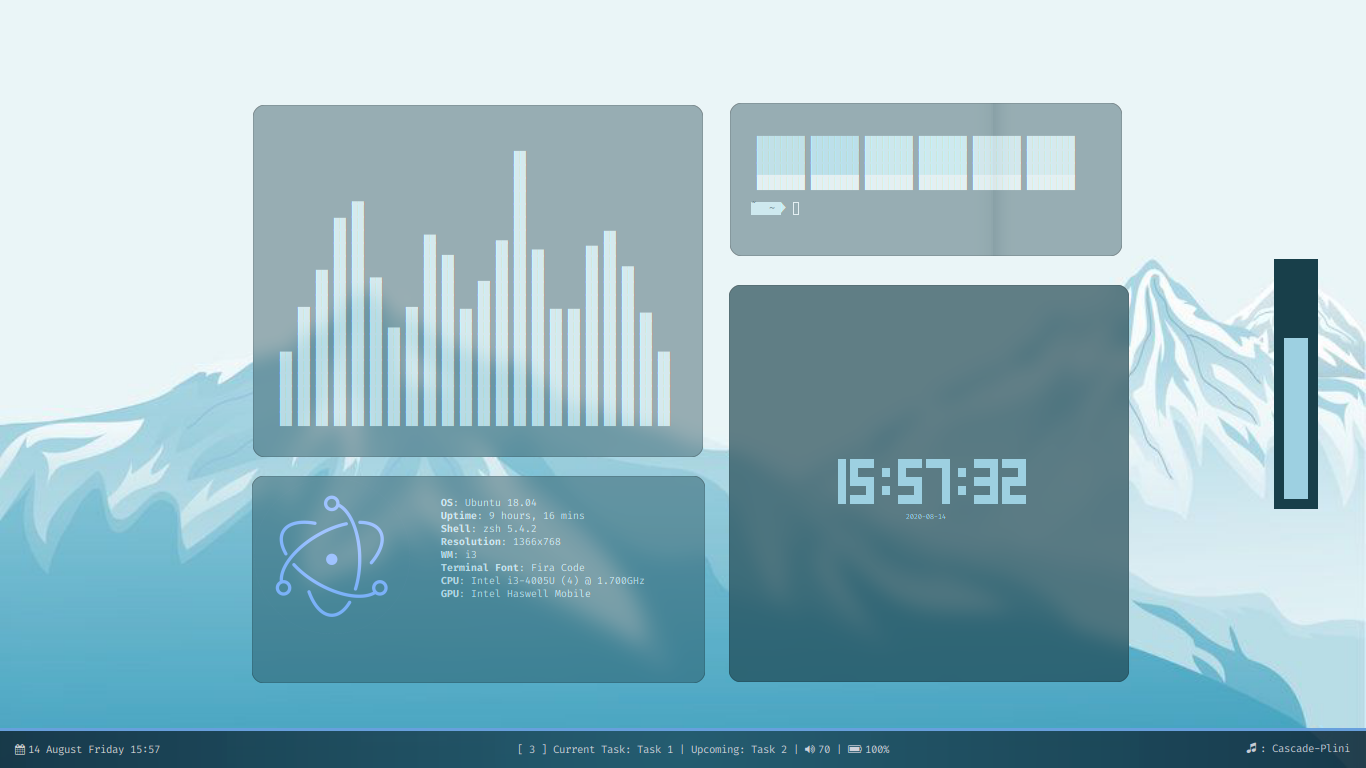 ~
OS: Ubuntu 18.04
Uptime: 9 hours, 16 mins
Shell: zsh 5.4.2
Resolution: 1366x768
WM: i3
Terminal Font: Fira Code
CPU: Intel i3-4005U (4) @ 1.700GHz
GPU: Intel Haswell Mobile
15:57:32
2020-08-14
14 August Friday 15:57
[ 3 ] Current Task: Task 1 | Upcoming: Task 2 | 70 | 100%
: Cascade-Plini